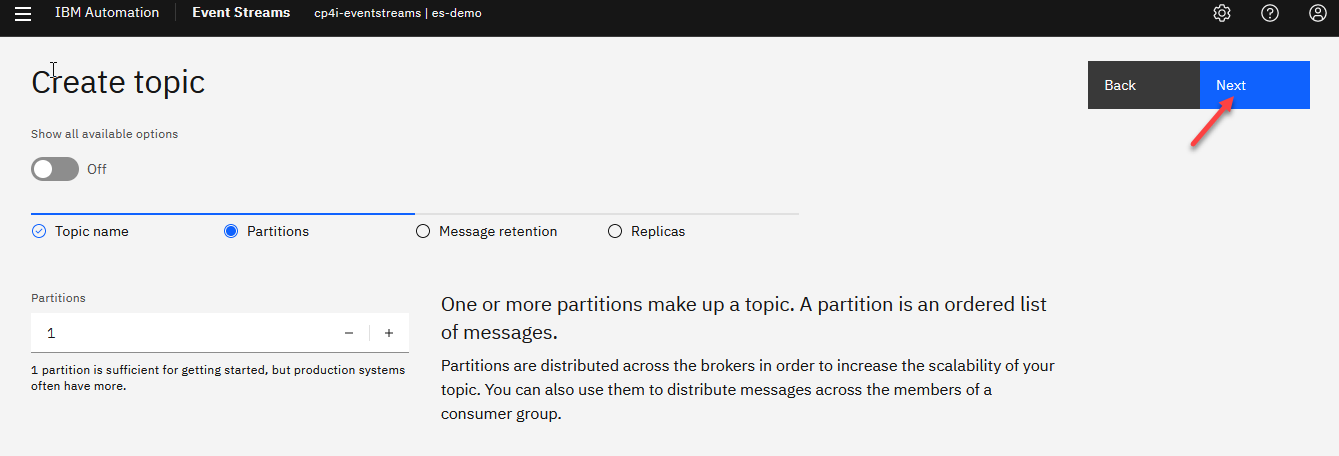 IBM Automation Event Streams cp4i-eventstreams | es-demo
Create topic
Back Next
Show all available options
Off
Topic name Partitions Message retention Replicas
Partitions
1
1 partition is sufficient for getting started, but production systems
often have more.
One or more partitions make up a topic. A partition is an ordered list
of messages.
Partitions are distributed across the brokers in order to increase the scalability of your
topic. You can also use them to distribute messages across the members of a
consumer group.